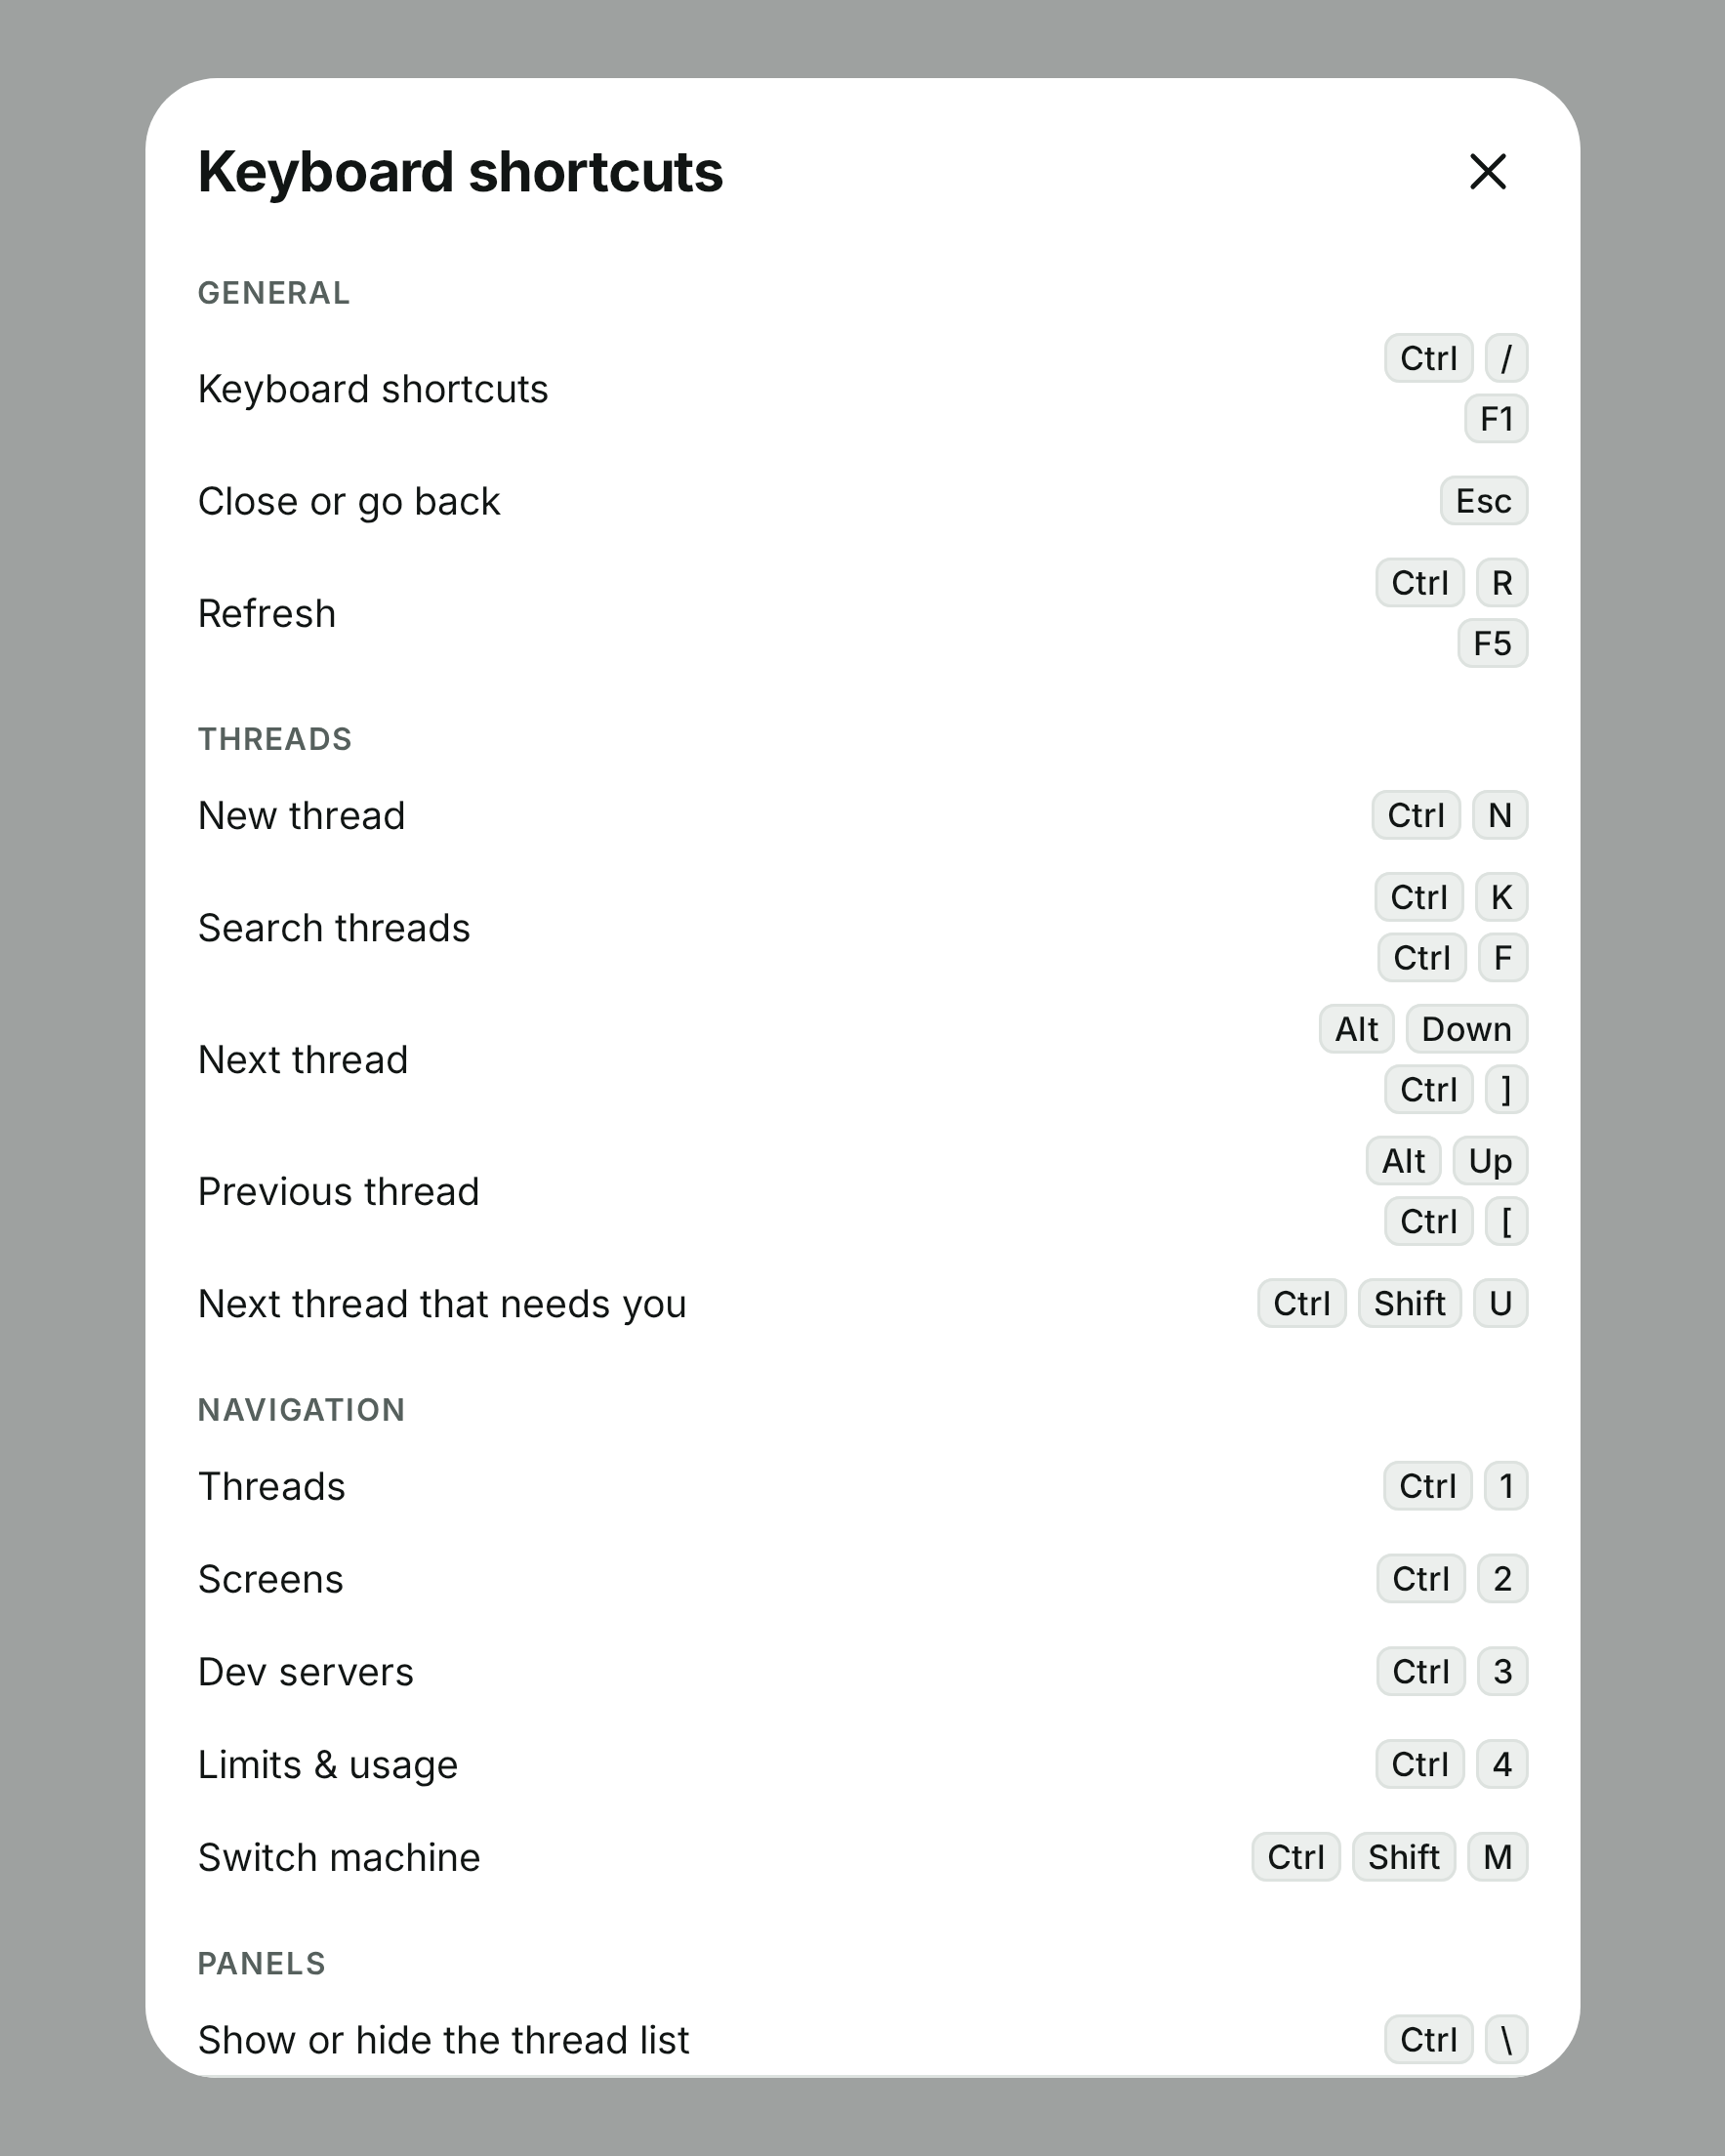 Keyboard shortcuts
GENERAL
Keyboard shortcuts
Ctrl /
F1
Close or go back
Esc
Refresh
Ctrl R
F5
THREADS
New thread
Ctrl N
Search threads
Ctrl K
Ctrl F
Next thread
Alt Down
Ctrl ]
Previous thread
Alt Up
Ctrl [
Next thread that needs you
Ctrl Shift U
NAVIGATION
Threads
Ctrl 1
Screens
Ctrl 2
Dev servers
Ctrl 3
Limits & usage
Ctrl 4
Switch machine
Ctrl Shift M
PANELS
Show or hide the thread list
Ctrl \